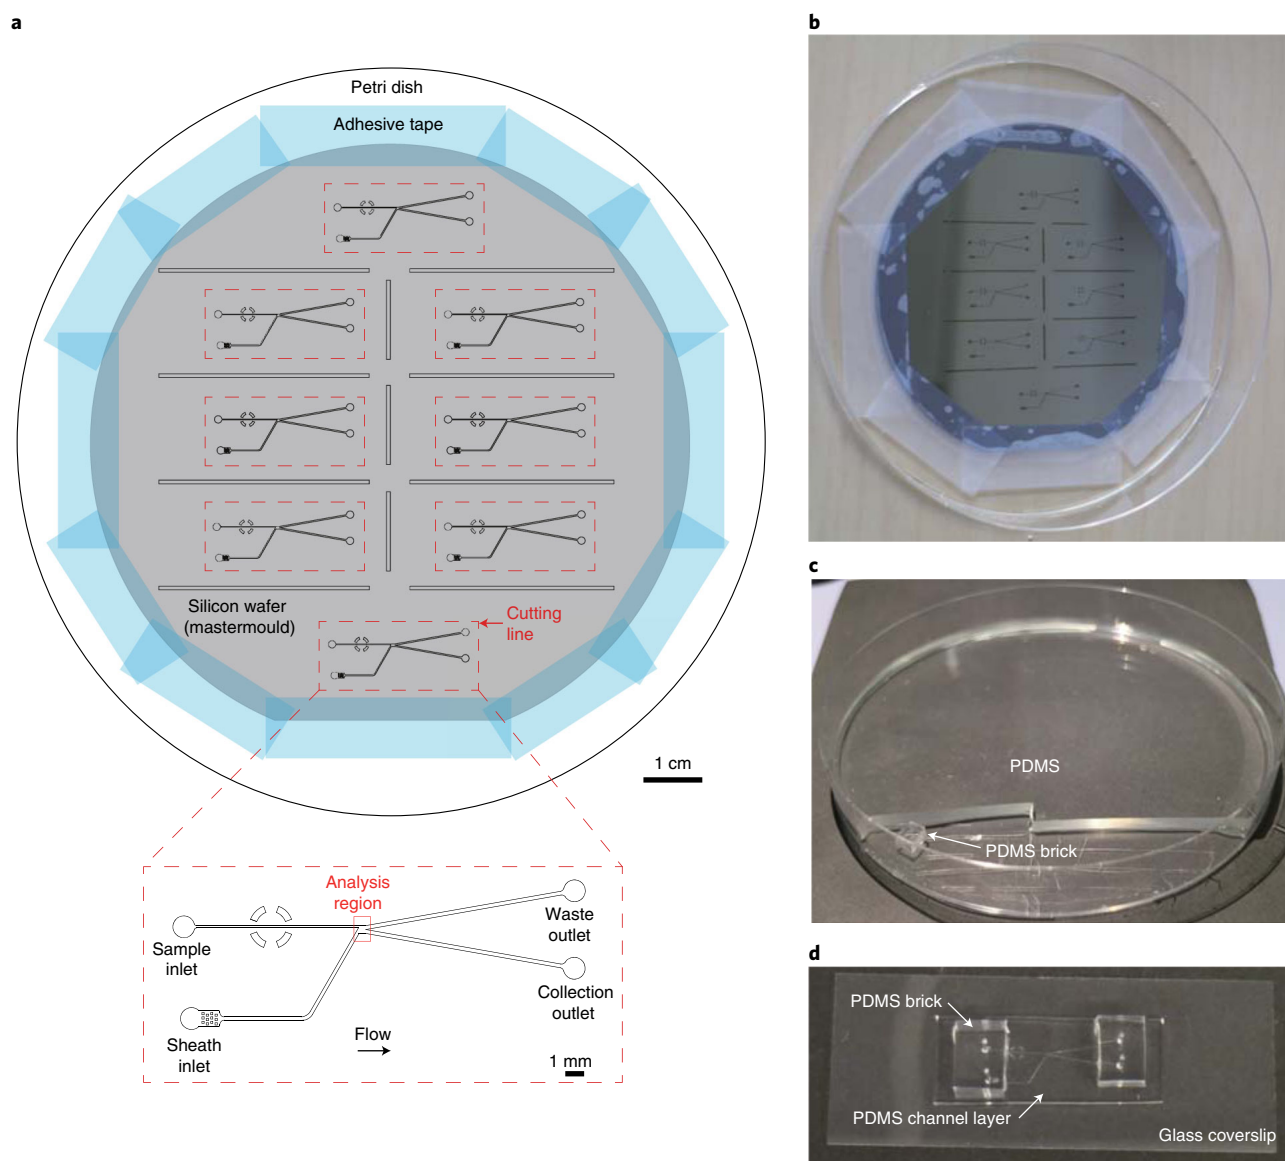 a
Petri dish
Adhesive tape
Silicon wafer
(mastermould)
Cutting
line
1 cm
Analysis
region
Sample
inlet
Waste
outlet
Collection
outlet
Sheath
inlet
Flow
1 mm
b
c
PDMS
PDMS brick
d
PDMS brick
PDMS channel layer
Glass coverslip